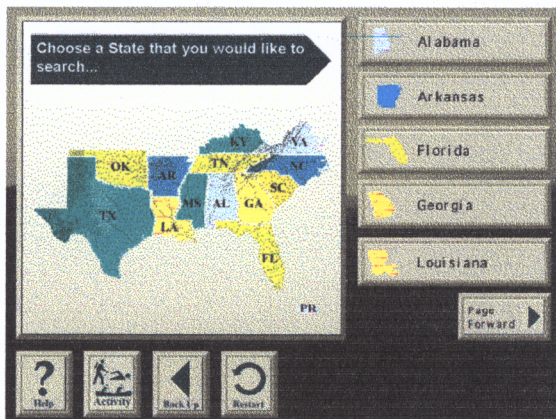 Choose a State that you would like to
search...
Alabama
Arkansas
Florida
Georgia
Louisiana
KY
VA
OK
AR
TN
NC
SC
TX
MS
AL
GA
LA
FL
PR
Page
Forward
?
Help
Activity
Back Up
Restart